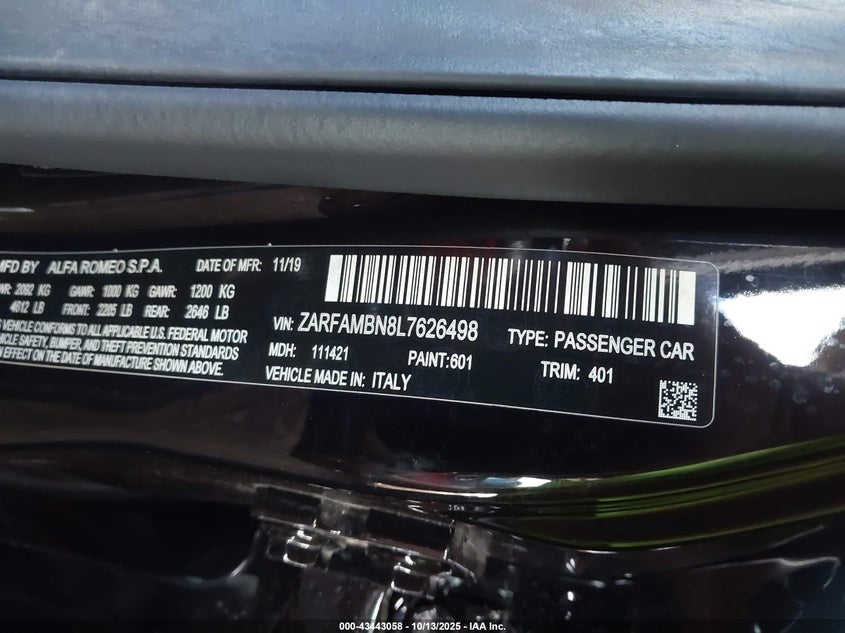 MFD BY ALFA ROMEO S.P.A. DATE OF MFR: 11/19
2082 KG GAWR: 1000 KG GAWR: 1200 KG
4612 LB FRONT: 2205 LB REAR: 2646 LB
VEHICLE CONFORMS TO ALL APPLICABLE U.S. FEDERAL MOTOR
VEHICLE SAFETY, BUMPER, AND THEFT PREVENTION STANDARDS
EFFECT ON THE DATE OF MANUFACTURE SHOWN ABOVE.
VIN: ZARFAMBN8L7626498 TYPE: PASSENGER CAR
MDH: 111421 PAINT:601 TRIM: 401
VEHICLE MADE IN: ITALY
000-43443058 - 10/13/2025 - IAA Inc.